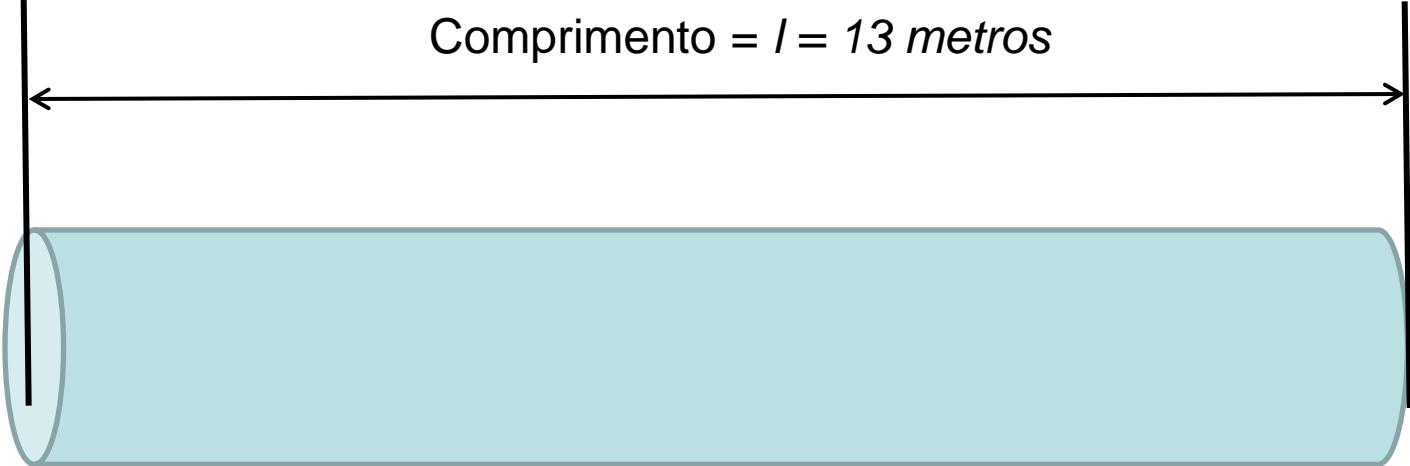 Comprimento = l = 13 metros